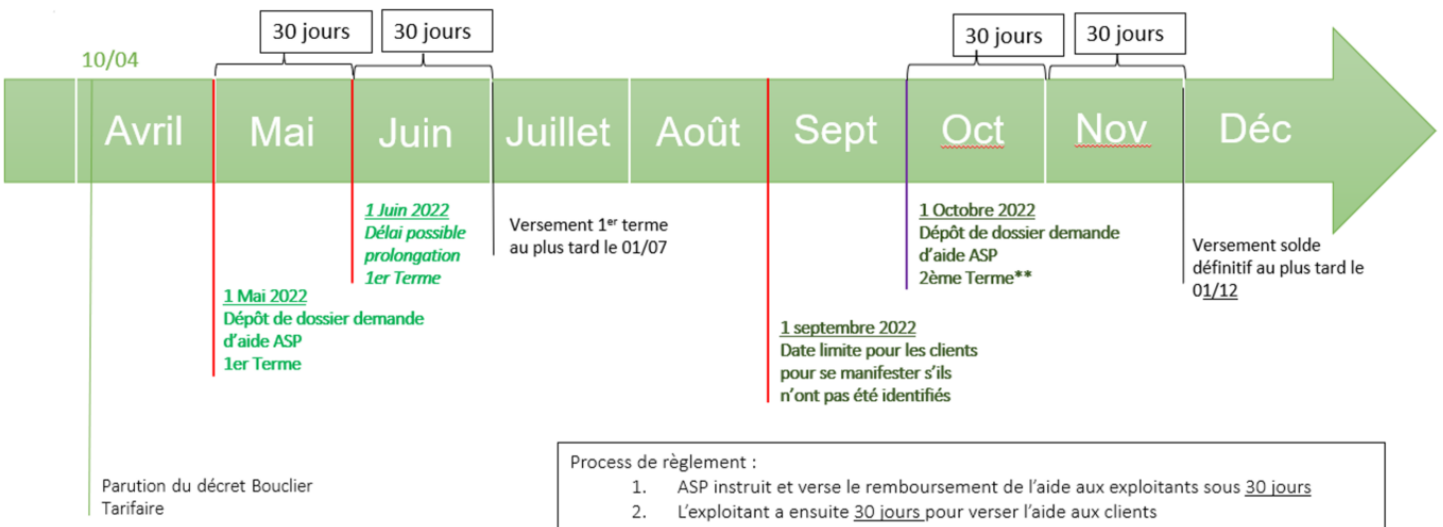 30 jours
30 jours
30 jours
30 jours
10/04
Avril
Mai
Juin
Juillet
Août
Sept
Oct
Nov
Déc
1 Juin 2022
Délai possible
prolongation
1er Terme
Versement 1er terme
au plus tard le 01/07
1 Octobre 2022
Dépôt de dossier demande
d'aide ASP
2ème Terme**
Versement solde
définitif au plus tard le
01/12
1 Mai 2022
Dépôt de dossier demande
d'aide ASP
1er Terme
1 septembre 2022
Date limite pour les clients
pour se manifester s'ils
n'ont pas été identifiés
Parution du décret Bouclier
Tarifaire
Process de règlement :
1. ASP instruit et verse le remboursement de l'aide aux exploitants sous 30 jours
2. L'exploitant a ensuite 30 jours pour verser l'aide aux clients